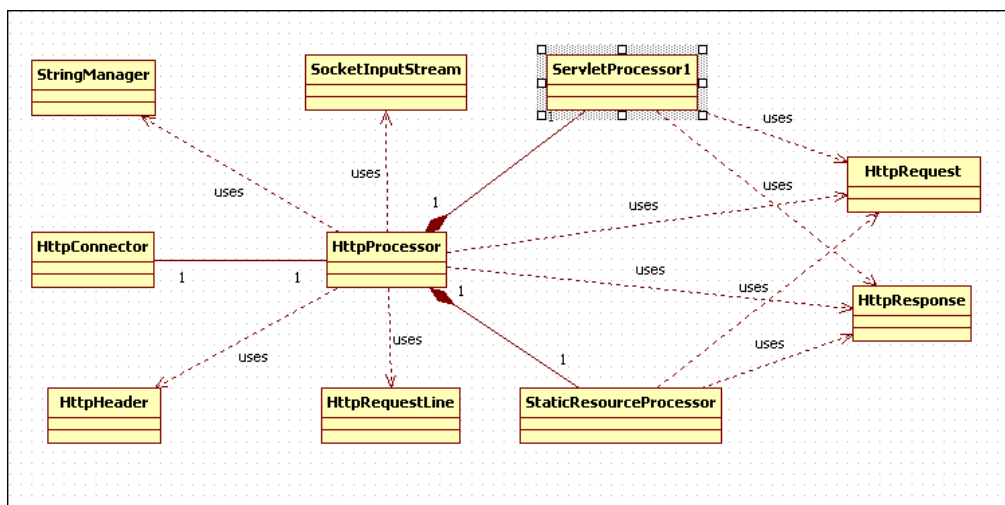 StringManager
SocketInputStream
ServletProcessor1
1
uses
HttpRequest
uses
uses
uses
1
uses
HttpConnector
HttpProcessor
1
1
uses
1
uses
HttpResponse
uses
uses
uses
1
HttpHeader
HttpRequestLine
StaticResourceProcessor